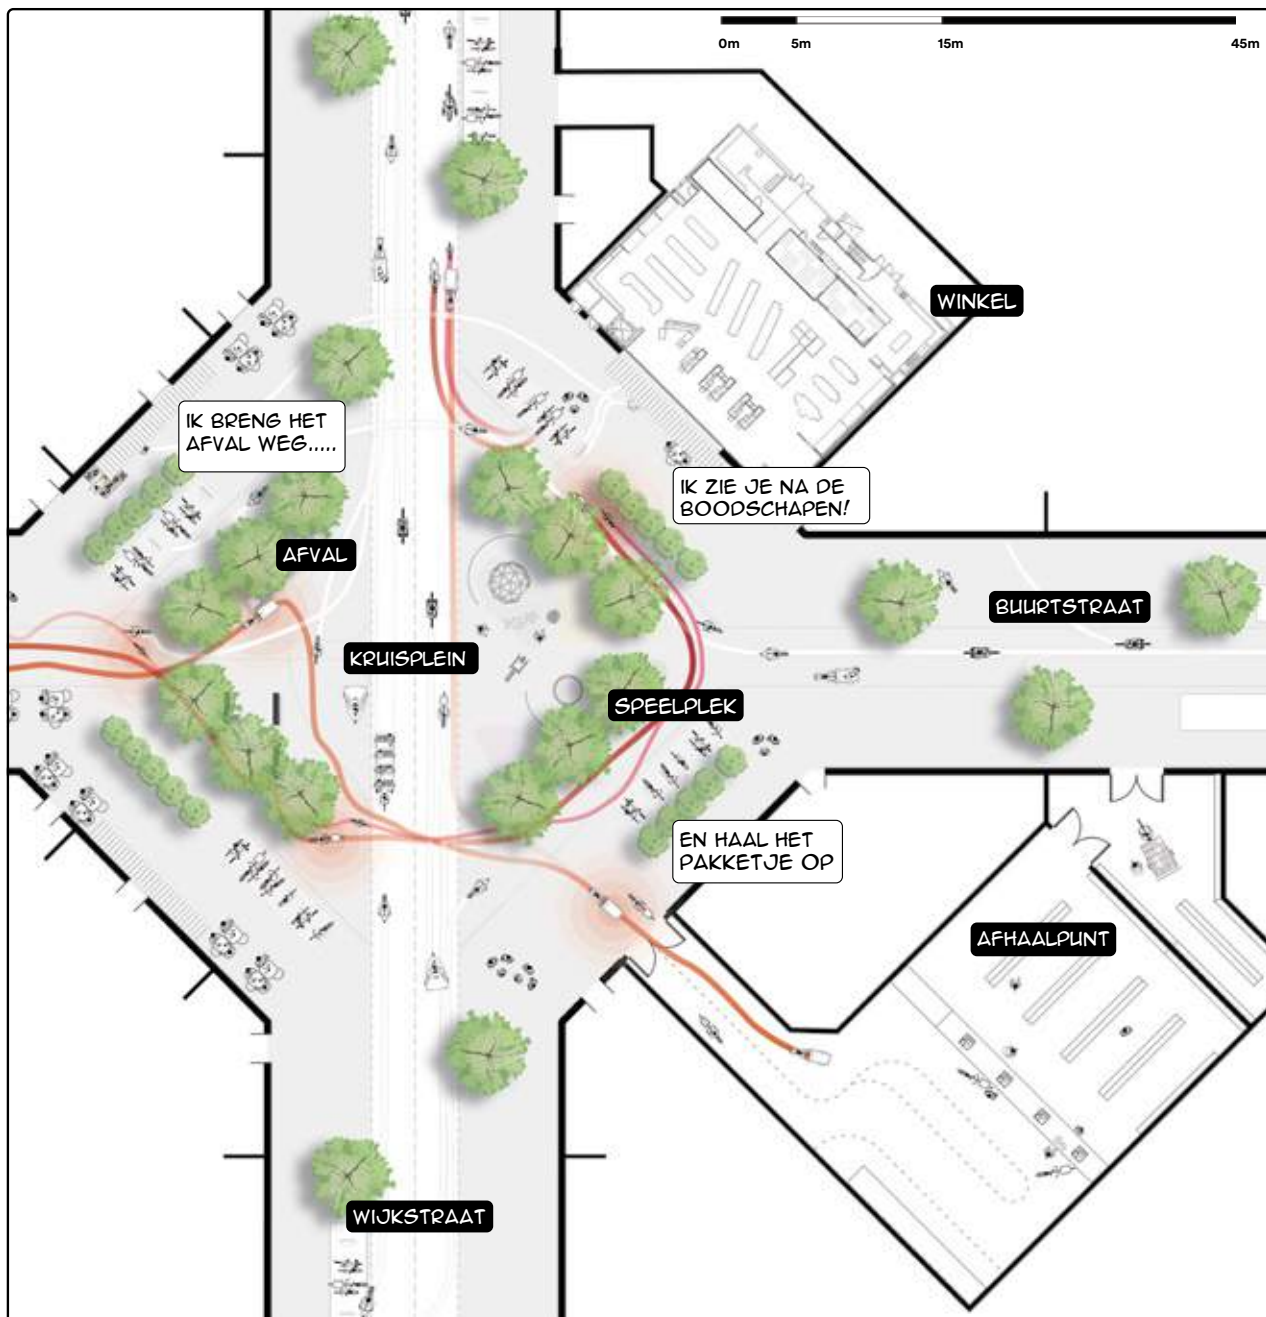 0m 5m 15m 45m
WINKEL
IK BRENG HET
AFVAL WEG.....
IK ZIE JE NA DE
BOODSCHAPEN!
AFVAL
BUURTSTRAAT
KRUISPLEIN
SPEELPLEK
EN HAAL HET
PAKKETJE OP
AFHAALPUNT
WIJKSTRAAT